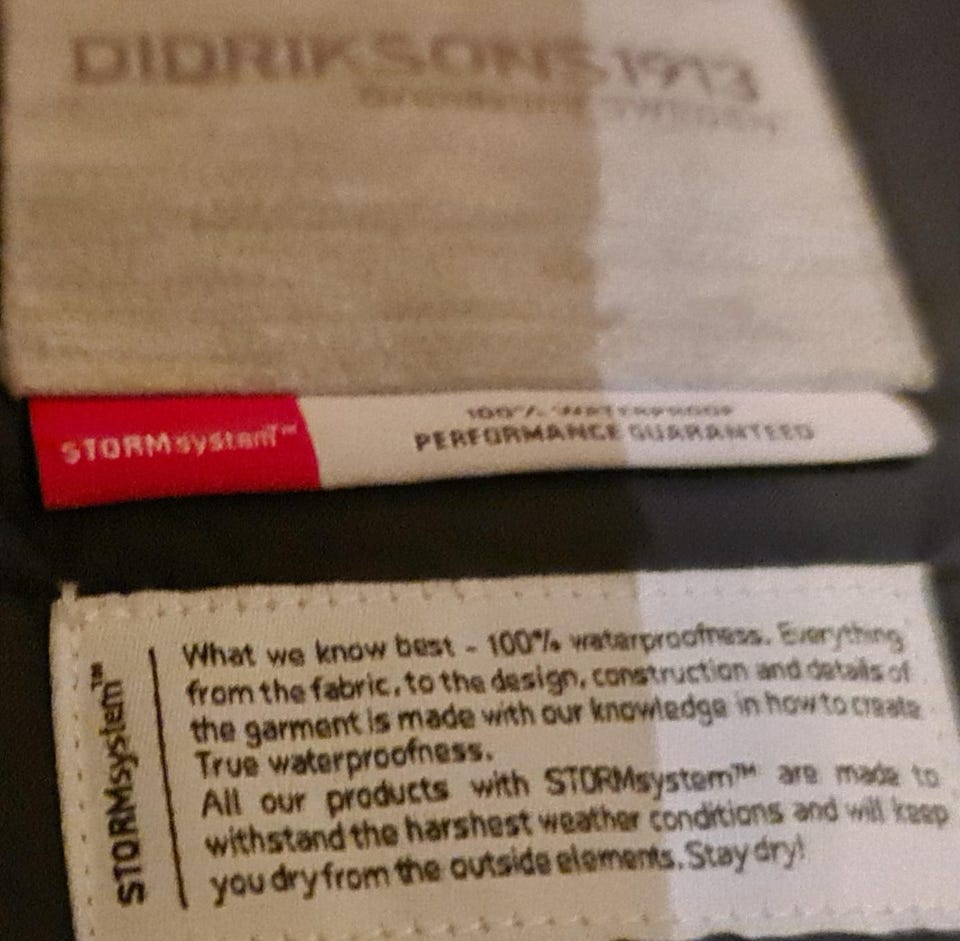 DIDRIKSONS 1913
SWEDEN
STORMsystem™
100% WATERPROOF
PERFORMANCE GUARANTEED
STORMsystem™
What we know best - 100% waterproofness. Everything
from the fabric, to the design, construction and details of
the garment is made with our knowledge in how to create
True waterproofness.
All our products with STORMsystem™ are made to
withstand the harshest weather conditions and will keep
you dry from the outside elements. Stay dry!